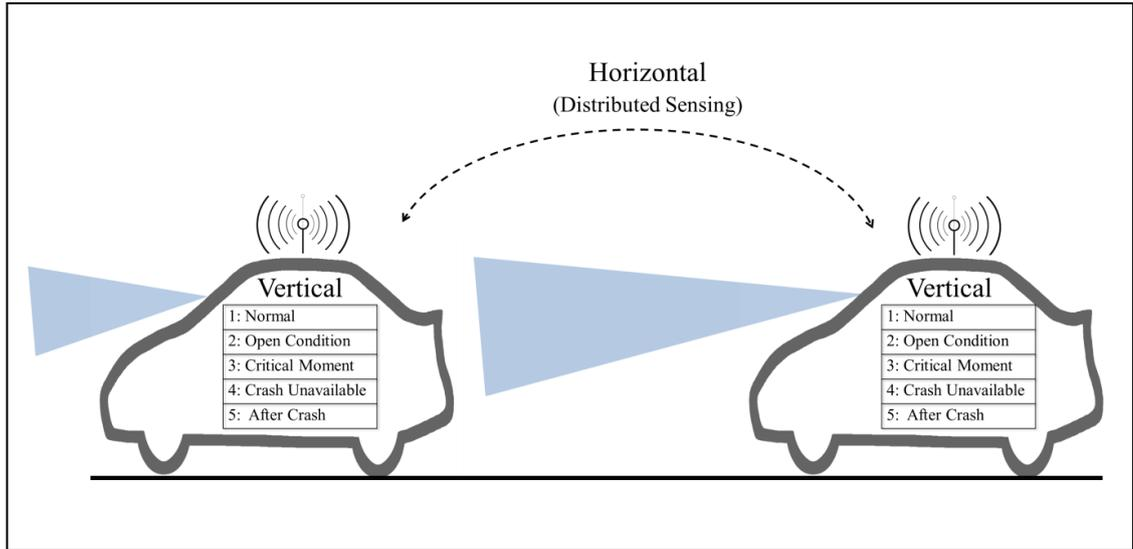 Horizontal
(Distributed Sensing)
Vertical
1: Normal
2: Open Condition
3: Critical Moment
4: Crash Unavailable
5: After Crash
Vertical
1: Normal
2: Open Condition
3: Critical Moment
4: Crash Unavailable
5: After Crash